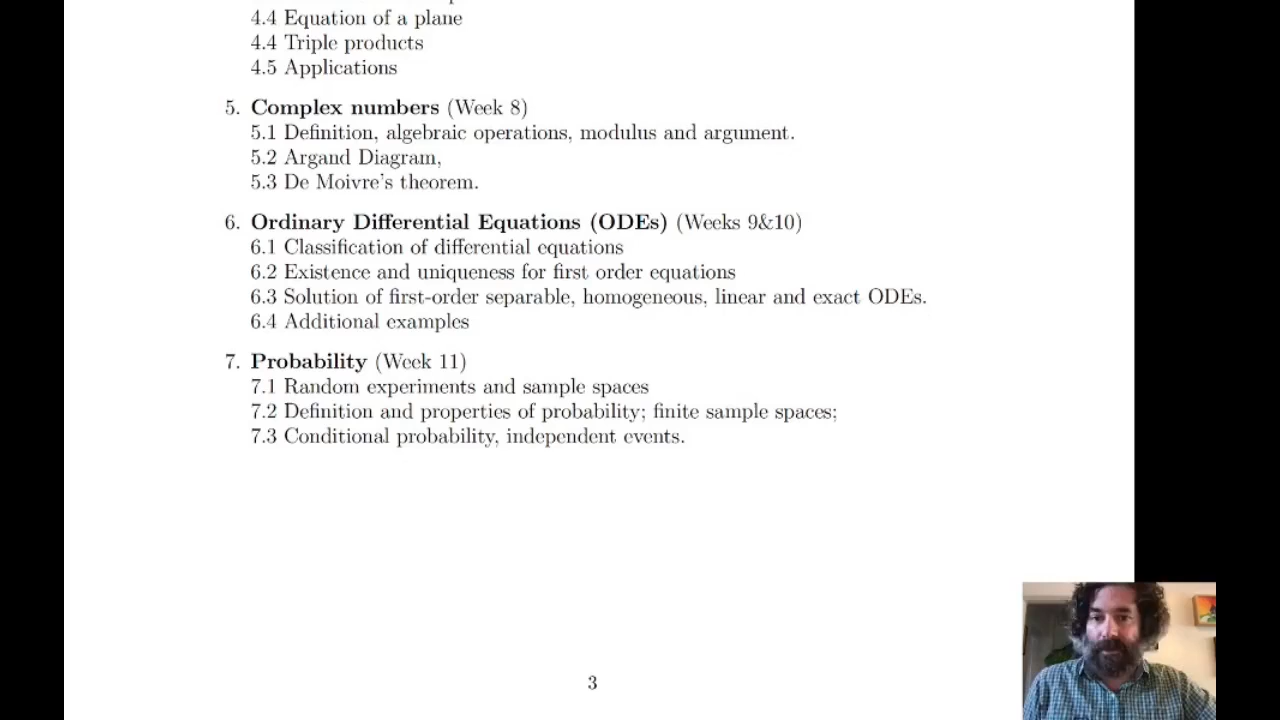 4.4 Equation of a plane
4.4 Triple products
4.5 Applications
5. Complex numbers (Week 8)
5.1 Definition, algebraic operations, modulus and argument.
5.2 Argand Diagram,
5.3 De Moivre's theorem.
6. Ordinary Differential Equations (ODEs) (Weeks 9&10)
6.1 Classification of differential equations
6.2 Existence and uniqueness for first order equations
6.3 Solution of first-order separable, homogeneous, linear and exact ODEs.
6.4 Additional examples
7. Probability (Week 11)
7.1 Random experiments and sample spaces
7.2 Definition and properties of probability; finite sample spaces;
7.3 Conditional probability, independent events.
3